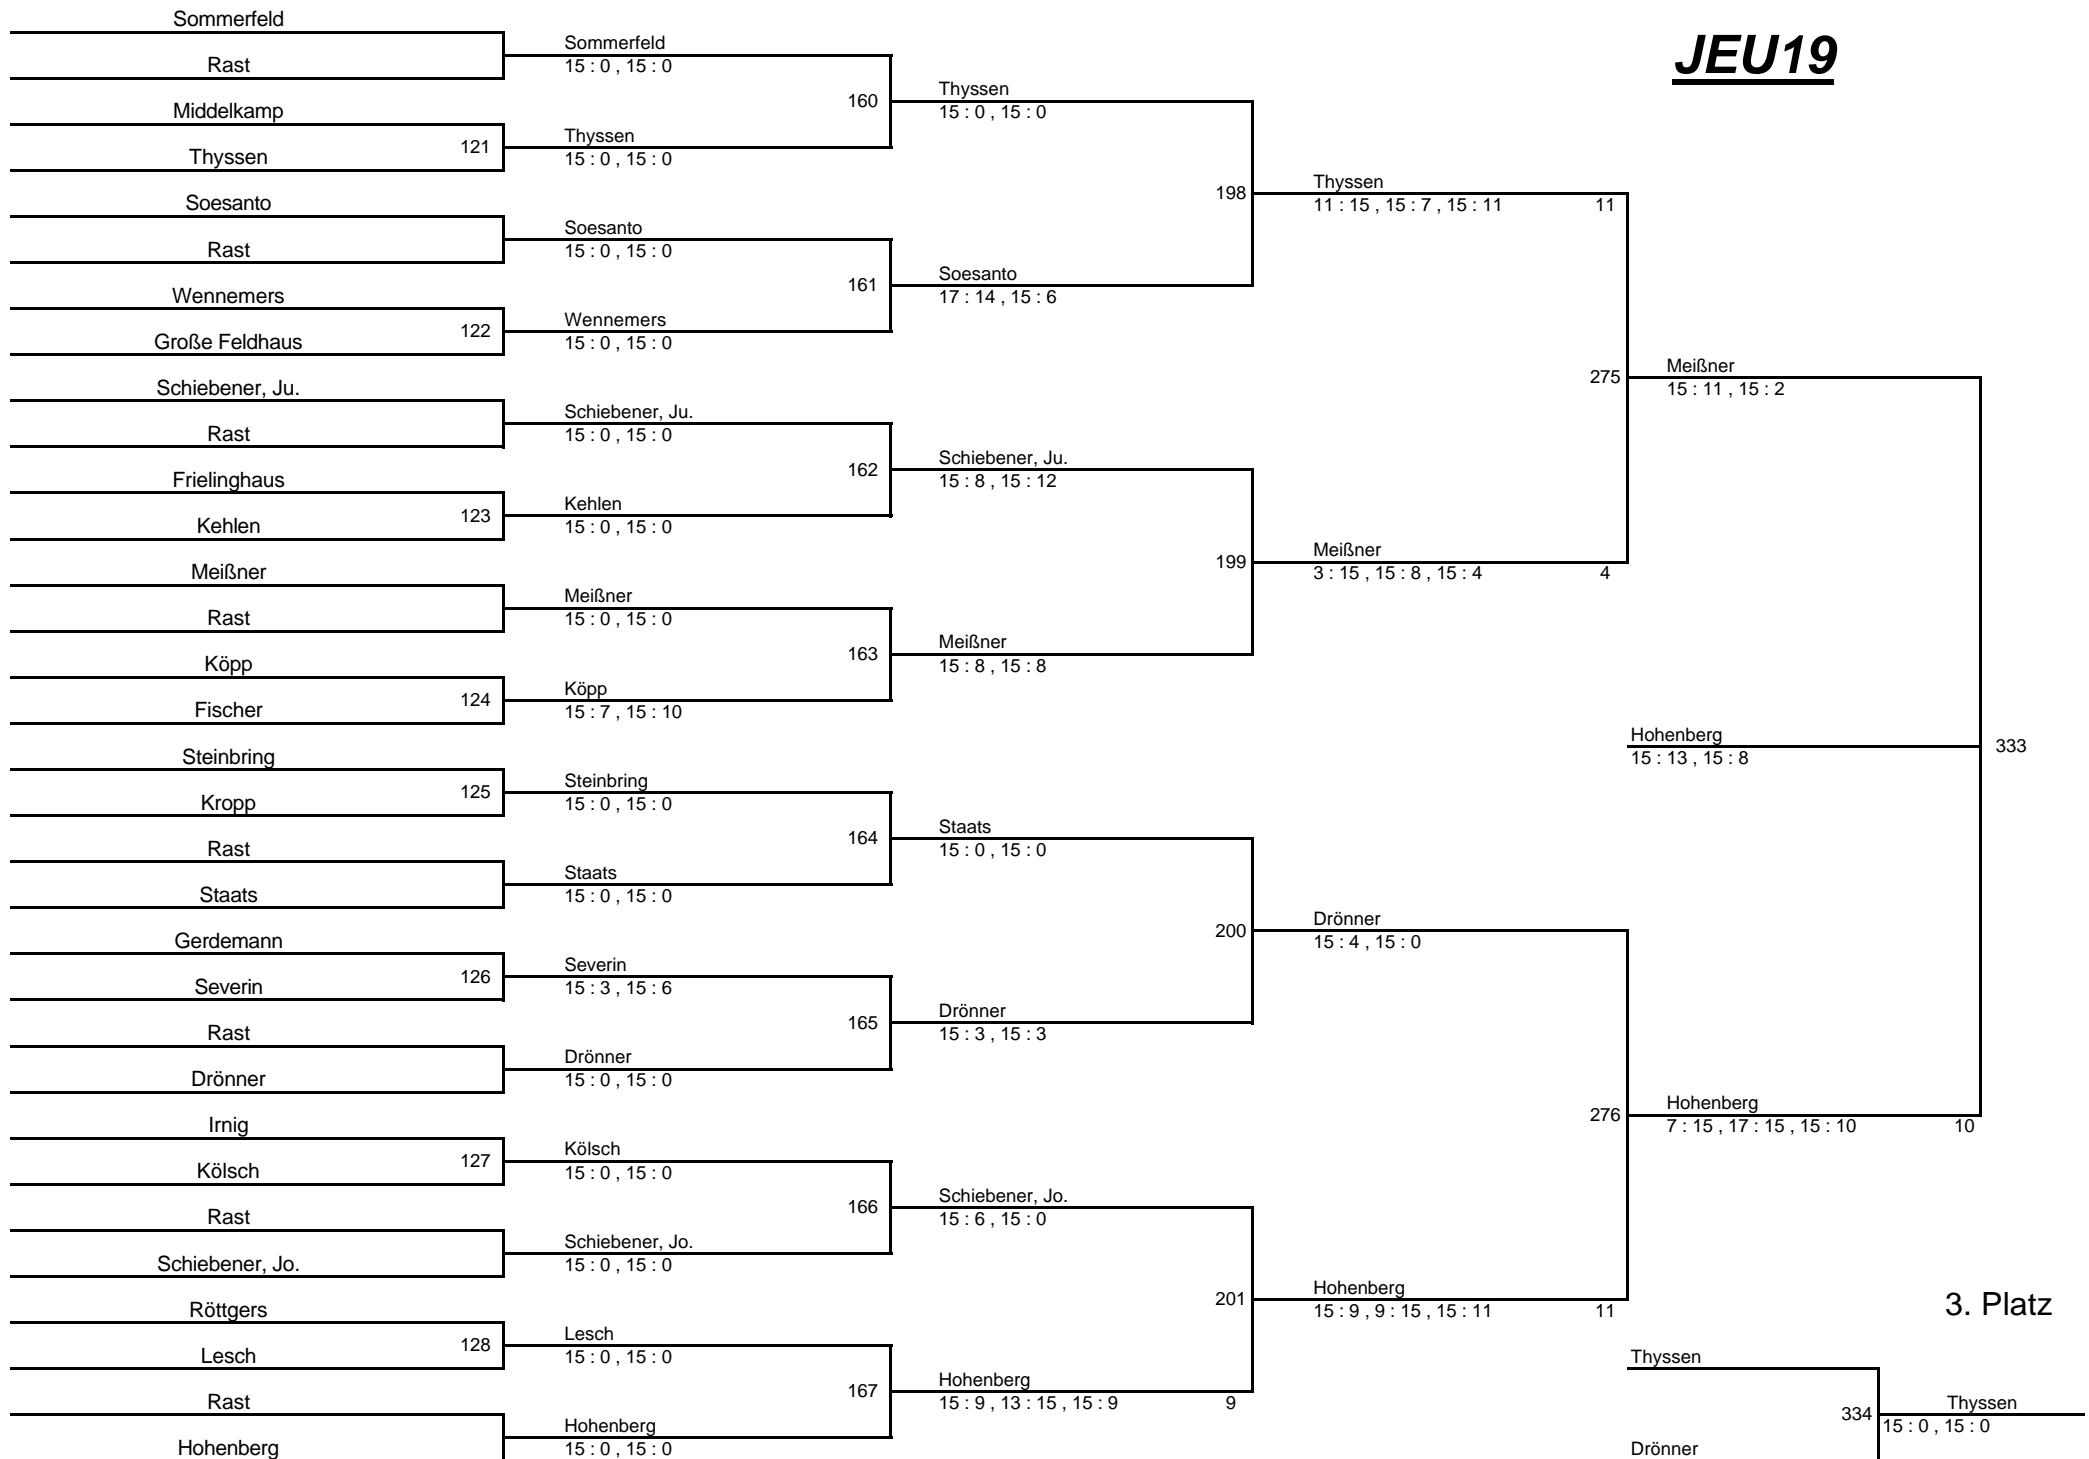 JEU19
Sommerfeld
Rast
Middelkamp
121
Thyssen
Soesanto
Rast
Wennemers
122
Große Feldhaus
Schiebener, Ju.
Rast
Frielinghaus
123
Kehlen
Meißner
Rast
Köpp
124
Fischer
Steinbring
125
Kropp
Rast
Staats
Gerdemann
126
Severin
Rast
Drönner
Irnig
127
Kölsch
Rast
Schiebener, Jo.
Röttgers
128
Lesch
Rast
Hohenberg
Sommerfeld
15 : 0 , 15 : 0
160
Thyssen
15 : 0 , 15 : 0
Soesanto
15 : 0 , 15 : 0
161
Wennemers
15 : 0 , 15 : 0
Schiebener, Ju.
15 : 0 , 15 : 0
162
Kehlen
15 : 0 , 15 : 0
Meißner
15 : 0 , 15 : 0
163
Köpp
15 : 7 , 15 : 10
Steinbring
15 : 0 , 15 : 0
164
Staats
15 : 0 , 15 : 0
Severin
15 : 3 , 15 : 6
165
Drönner
15 : 0 , 15 : 0
Kölsch
15 : 0 , 15 : 0
166
Schiebener, Jo.
15 : 0 , 15 : 0
Lesch
15 : 0 , 15 : 0
167
Hohenberg
15 : 0 , 15 : 0
Thyssen
15 : 0 , 15 : 0
198
Soesanto
17 : 14 , 15 : 6
Schiebener, Ju.
15 : 8 , 15 : 12
199
Meißner
15 : 8 , 15 : 8
Staats
15 : 0 , 15 : 0
200
Drönner
15 : 3 , 15 : 3
Schiebener, Jo.
15 : 6 , 15 : 0
201
Hohenberg
15 : 9 , 13 : 15 , 15 : 9 9
Thyssen
11 : 15 , 15 : 7 , 15 : 11 11
275
Meißner
3 : 15 , 15 : 8 , 15 : 4 4
Drönner
15 : 4 , 15 : 0
276
Hohenberg
15 : 9 , 9 : 15 , 15 : 11 11
Meißner
15 : 11 , 15 : 2
Hohenberg
15 : 13 , 15 : 8
333
Hohenberg
7 : 15 , 17 : 15 , 15 : 10 10
3. Platz
Thyssen
334
Thyssen
15 : 0 , 15 : 0
Drönner